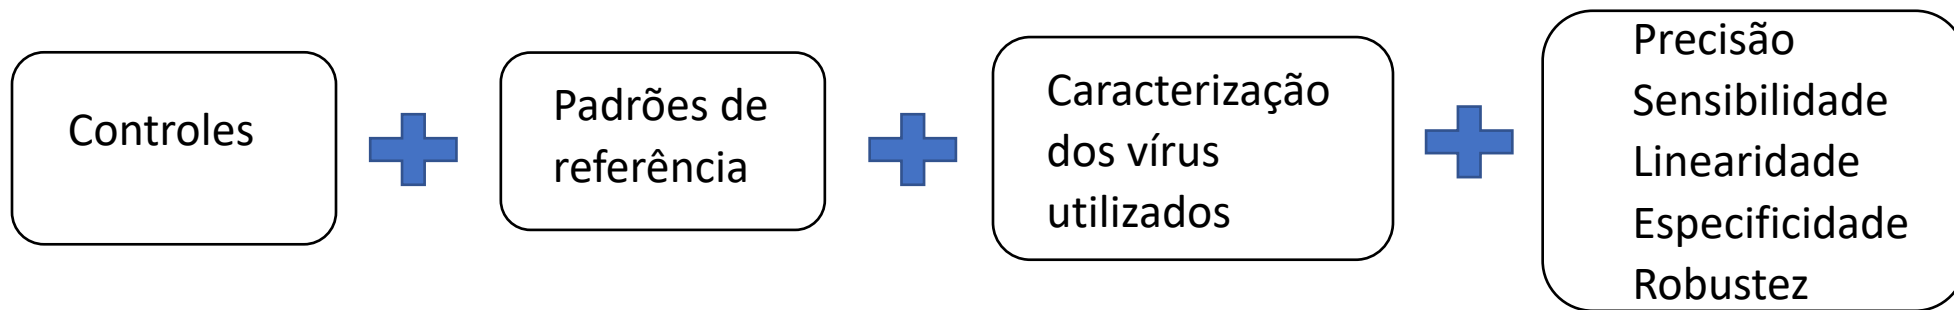 Controles
Padrões de
referência
Caracterização
dos vírus
utilizados
Precisão
Sensibilidade
Linearidade
Especificidade
Robustez